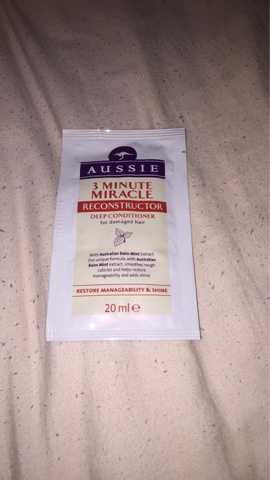 AUSSIE
3 MINUTE
MIRACLE
RECONSTRUCTOR
DEEP CONDITIONER
for damaged hair
With Australian Balm Mint Extract.
Our unique formula, with Australian
Balm Mint extract, smoothes rough
cuticles and helps restore
manageability and adds shine.
RESTORE MANAGEABILITY & SHINE
20 ml ℮